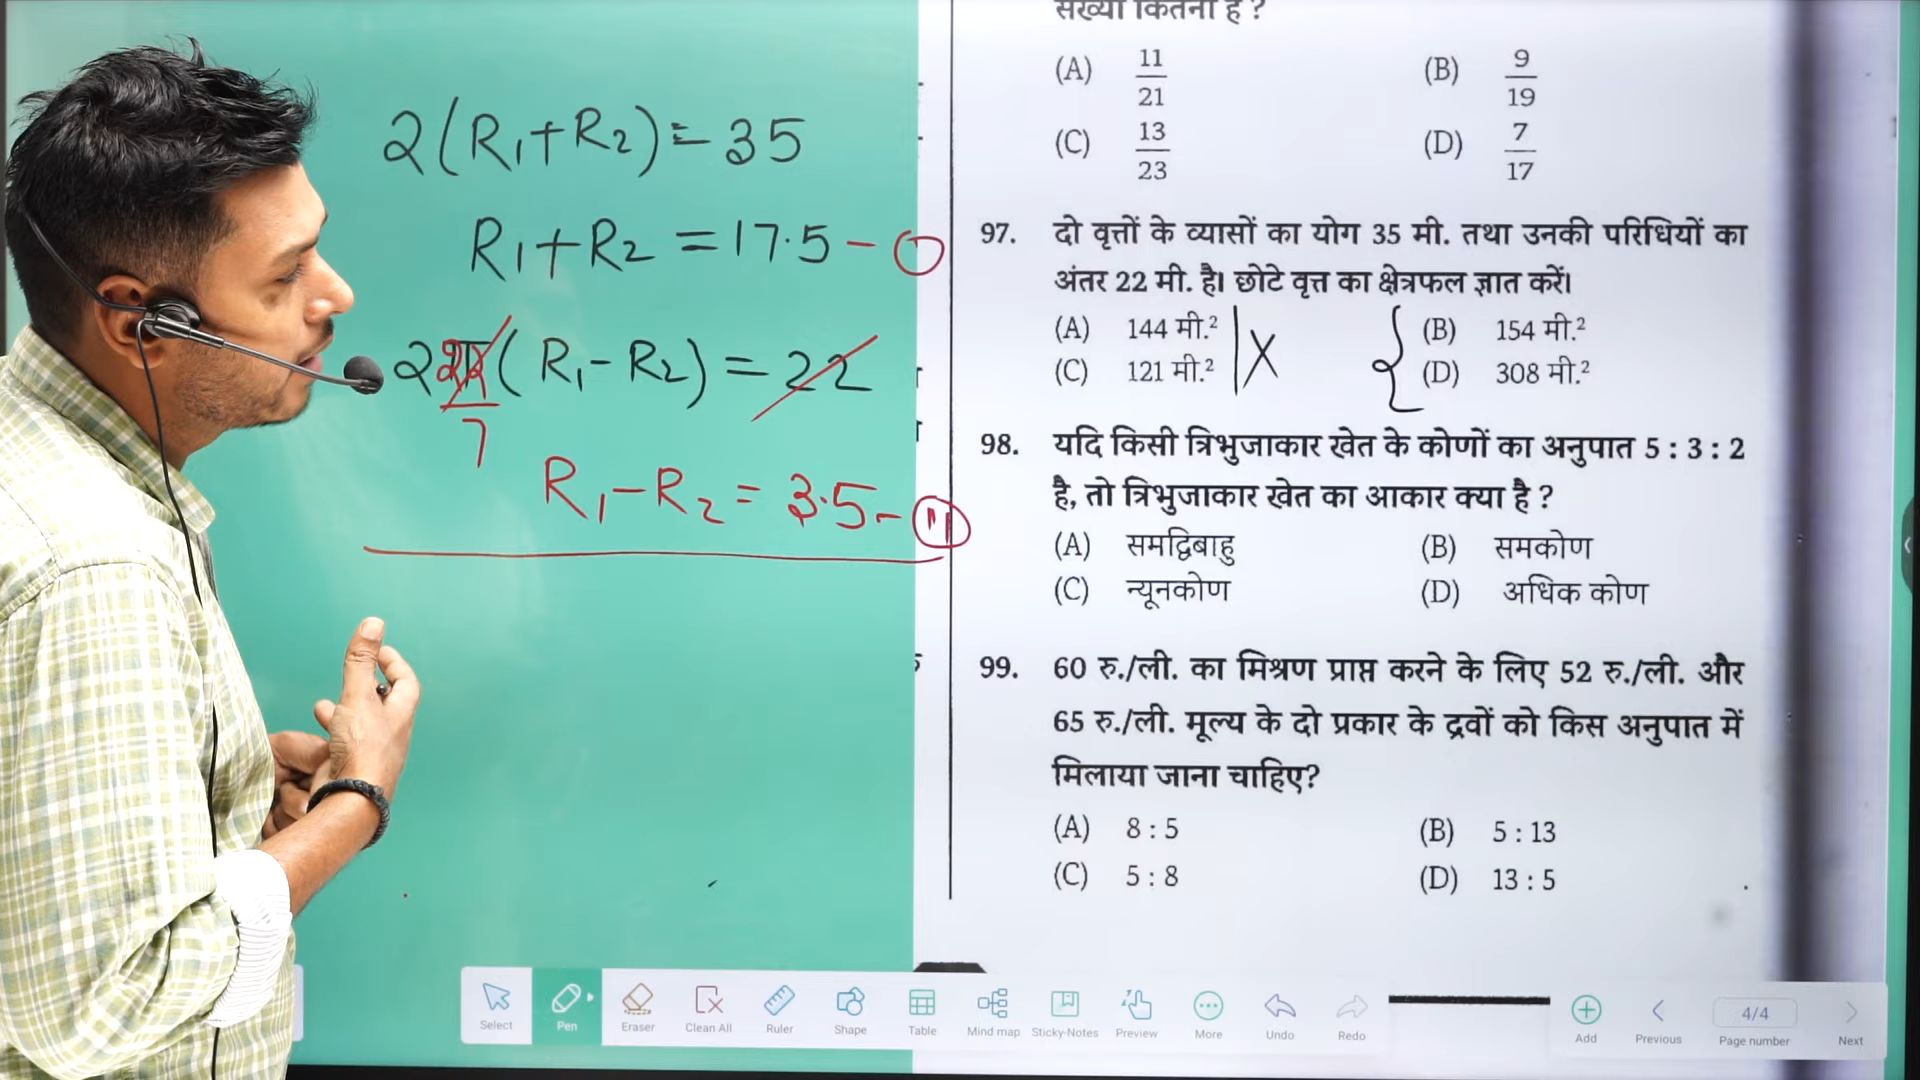 2(R₁+R₂) = 35
R₁+R₂ = 17.5 -
2π(R₁-R₂) = 22
22
7
R₁-R₂ = 3.5 - (II)
संख्या कितनी है ?
(A) 11/21 (B) 9/19
(C) 13/23 (D) 7/17
97. दो वृत्तों के व्यासों का योग 35 मी. तथा उनकी परिधियों का
अंतर 22 मी. है। छोटे वृत्त का क्षेत्रफल ज्ञात करें।
(A) 144 मी.² (B) 154 मी.²
(C) 121 मी.² (D) 308 मी.²
98. यदि किसी त्रिभुजाकार खेत के कोणों का अनुपात 5 : 3 : 2
है, तो त्रिभुजाकार खेत का आकार क्या है ?
(A) समद्विबाहु (B) समकोण
(C) न्यूनकोण (D) अधिक कोण
99. 60 रु./ली. का मिश्रण प्राप्त करने के लिए 52 रु./ली. और
65 रु./ली. मूल्य के दो प्रकार के द्रवों को किस अनुपात में
मिलाया जाना चाहिए?
(A) 8 : 5 (B) 5 : 13
(C) 5 : 8 (D) 13 : 5
Select Pen Eraser Clean All Ruler Shape Table Mind map Sticky-Notes Preview More Undo Redo Add Previous 4/4 Page number Next